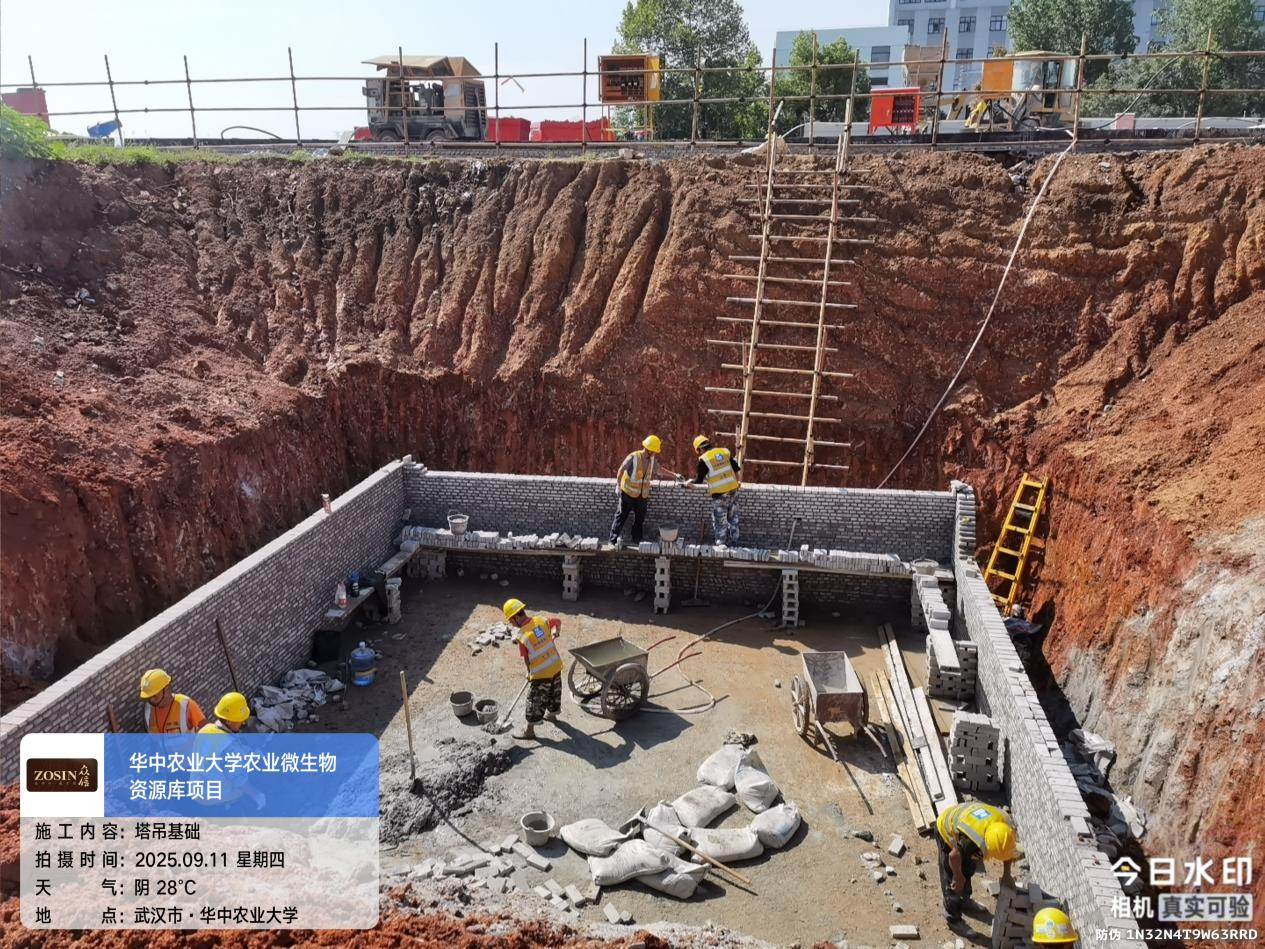 ZOSIN 众信
华中农业大学农业微生物
资源库项目
施工内容：塔吊基础
拍摄时间：2025.09.11 星期四
天气：阴 28℃
地点：武汉市·华中农业大学
今日水印
相机 真实可验
防伪 1N32N4T9W63RRD